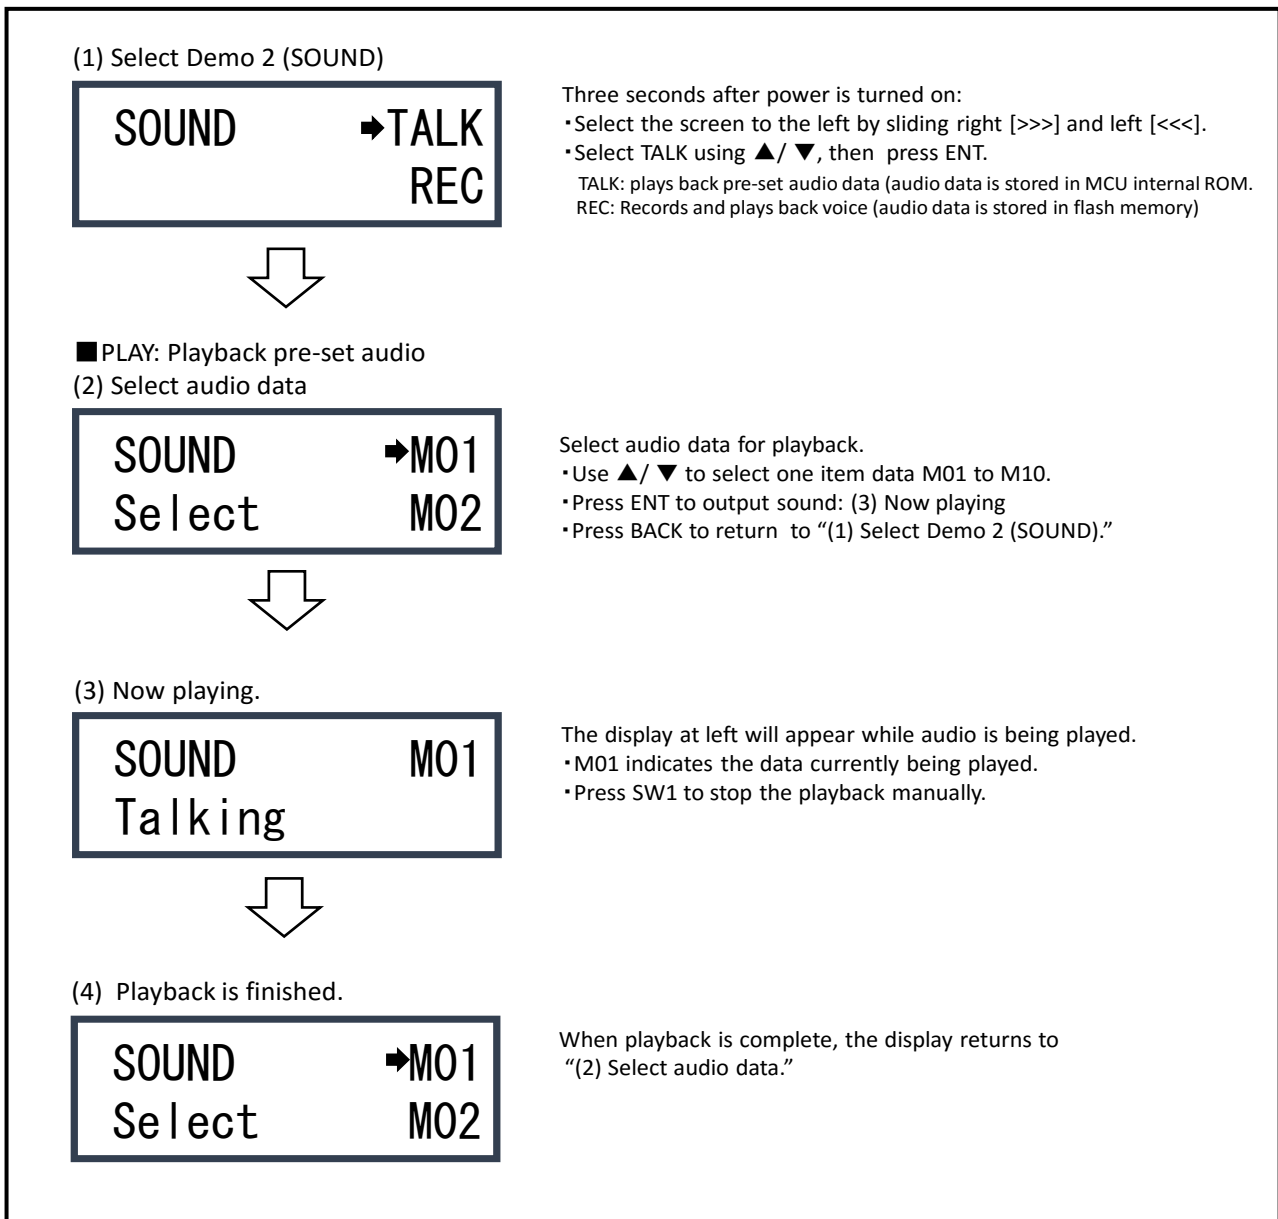 (1) Select Demo 2 (SOUND)
SOUND ➡TALK
REC
Three seconds after power is turned on:
・Select the screen to the left by sliding right [>>>] and left [<<<].
・Select TALK using ▲/ ▼, then press ENT.
TALK: plays back pre-set audio data (audio data is stored in MCU internal ROM.
REC: Records and plays back voice (audio data is stored in flash memory)
■PLAY: Playback pre-set audio
(2) Select audio data
SOUND ➡M01
Select M02
Select audio data for playback.
・Use ▲/ ▼ to select one item data M01 to M10.
・Press ENT to output sound: (3) Now playing
・Press BACK to return to “(1) Select Demo 2 (SOUND).”
(3) Now playing.
SOUND M01
Talking
The display at left will appear while audio is being played.
・M01 indicates the data currently being played.
・Press SW1 to stop the playback manually.
(4) Playback is finished.
SOUND ➡M01
Select M02
When playback is complete, the display returns to
“(2) Select audio data.”